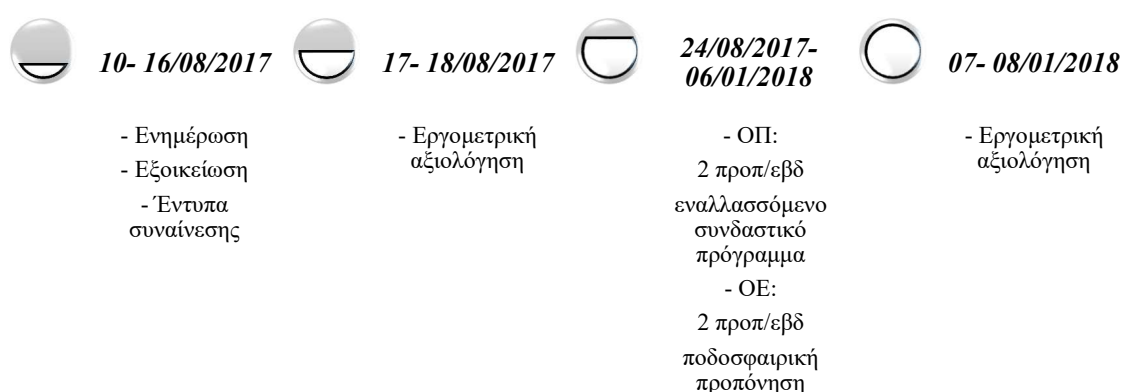 10- 16/08/2017
- Ενημέρωση
- Εξοικείωση
- Έντυπα
συναίνεσης
17- 18/08/2017
- Εργομετρική
αξιολόγηση
24/08/2017-
06/01/2018
- ΟΠ:
2 προπ/εβδ
εναλλασσόμενο
συνδαστικό
πρόγραμμα
- ΟΕ:
2 προπ/εβδ
ποδοσφαιρική
προπόνηση
07- 08/01/2018
- Εργομετρική
αξιολόγηση